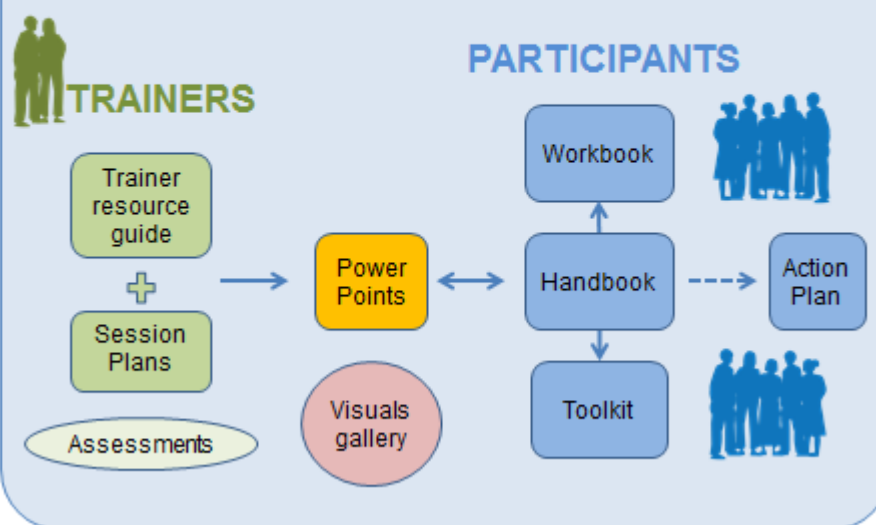 TRAINERS
PARTICIPANTS
Trainer
resource
guide
Session
Plans
Assessments
Power
Points
Visuals
gallery
Workbook
Handbook
Toolkit
Action
Plan